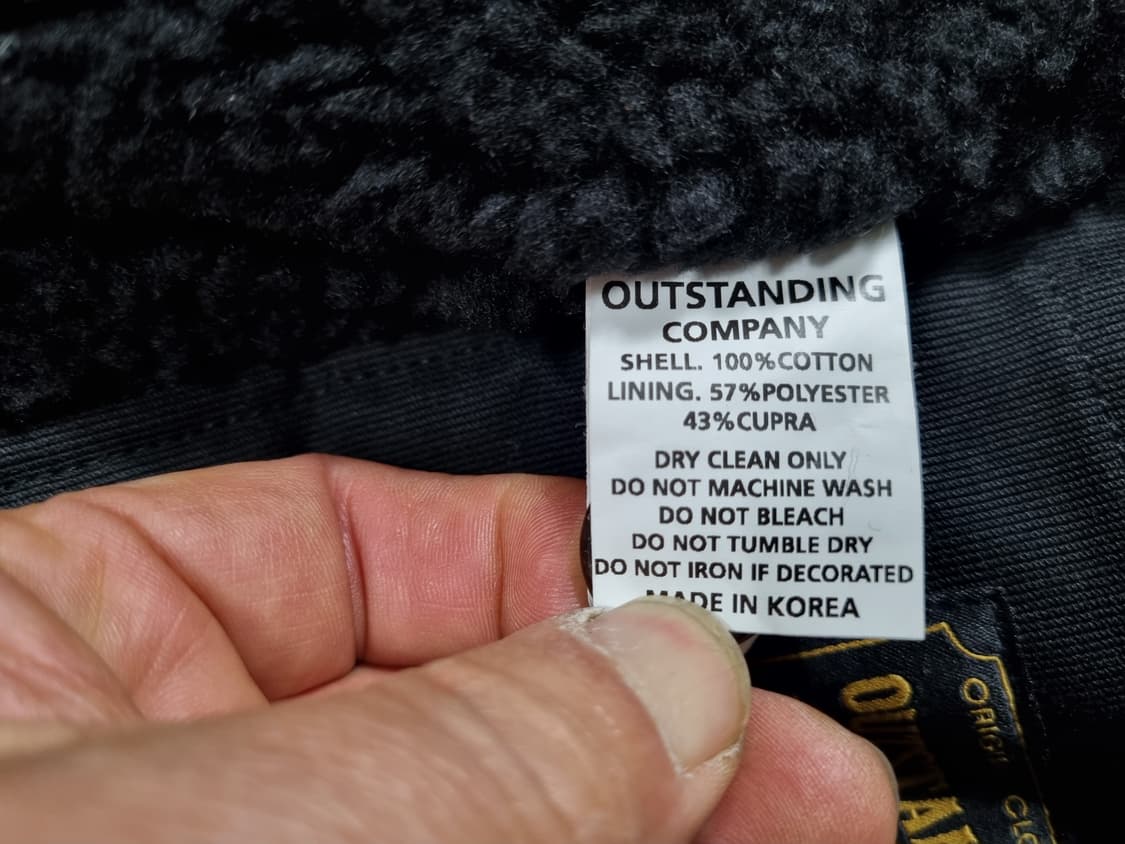 OUTSTANDING
COMPANY
SHELL. 100%COTTON
LINING. 57%POLYESTER
43%CUPRA
DRY CLEAN ONLY
DO NOT MACHINE WASH
DO NOT BLEACH
DO NOT TUMBLE DRY
DO NOT IRON IF DECORATED
MADE IN KOREA